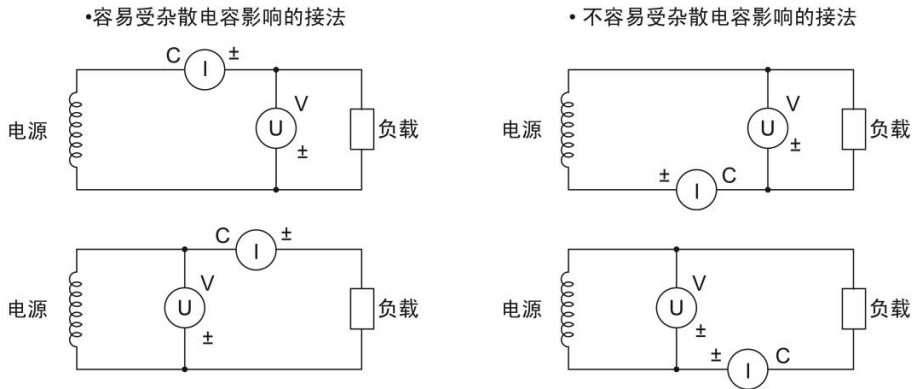 •容易受杂散电容影响的接法
• 不容易受杂散电容影响的接法
C I ±
V
电源 U 负载
±
V
电源 U 负载
±
± I C
C I ±
V
电源 U 负载
±
V
电源 U 负载
±
± I C